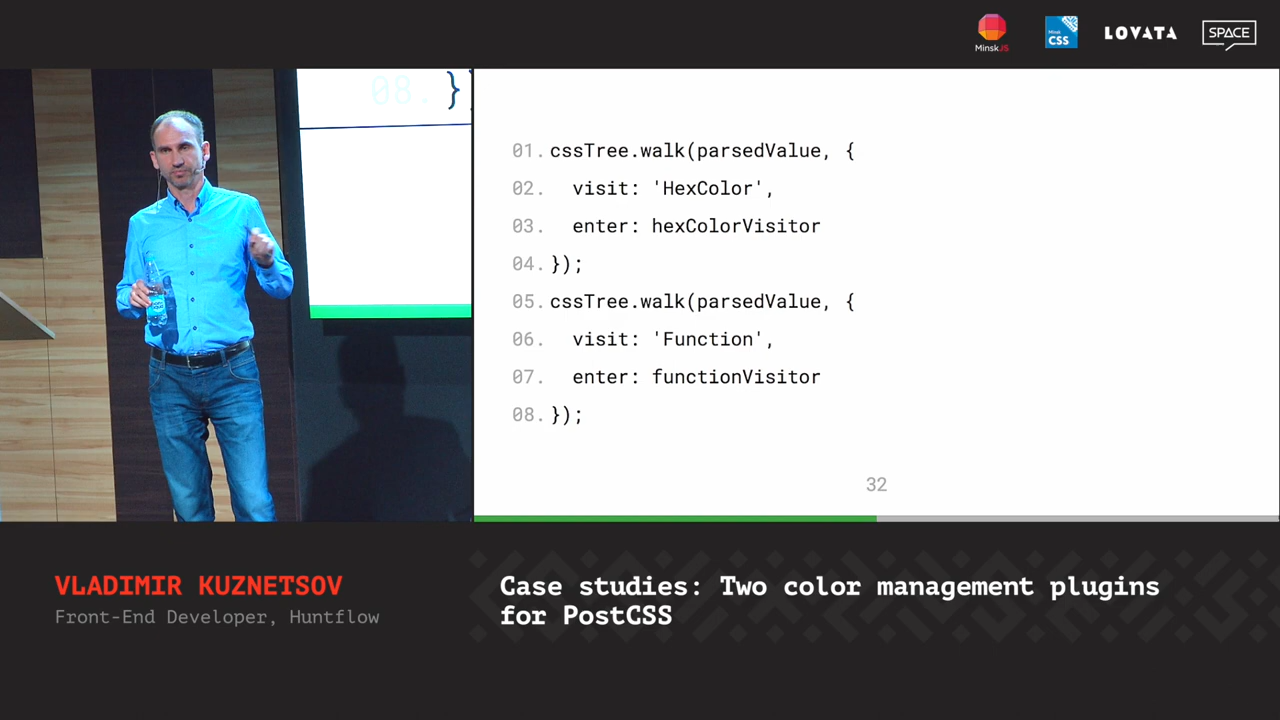 MinskJS
Minsk
CSS
LOVATA
SPACE
08. }
01. cssTree.walk(parsedValue, {
02.   visit: 'HexColor',
03.   enter: hexColorVisitor
04. });
05. cssTree.walk(parsedValue, {
06.   visit: 'Function',
07.   enter: functionVisitor
08. });
32
VLADIMIR KUZNETSOV
Front-End Developer, Huntflow
Case studies: Two color management plugins
for PostCSS